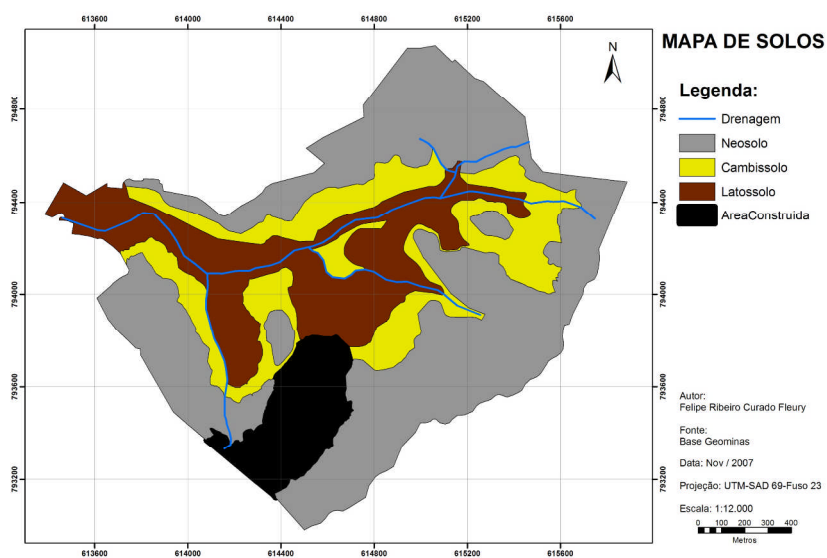 613600 614000 614400 614800 615200 615600
MAPA DE SOLOS
N
Legenda:
Drenagem
Neosolo
Cambissolo
Latossolo
AreaConstruida
794400
794000
793600
793200
794400
794000
793600
793200
Autor:
Felipe Ribeiro Curado Fleury
Fonte:
Base Geominas
Data: Nov / 2007
Projeção: UTM-SAD 69-Fuso 23
Escala: 1:12.000
0 100 200 300 400
Metros
613600 614000 614400 614800 615200 615600